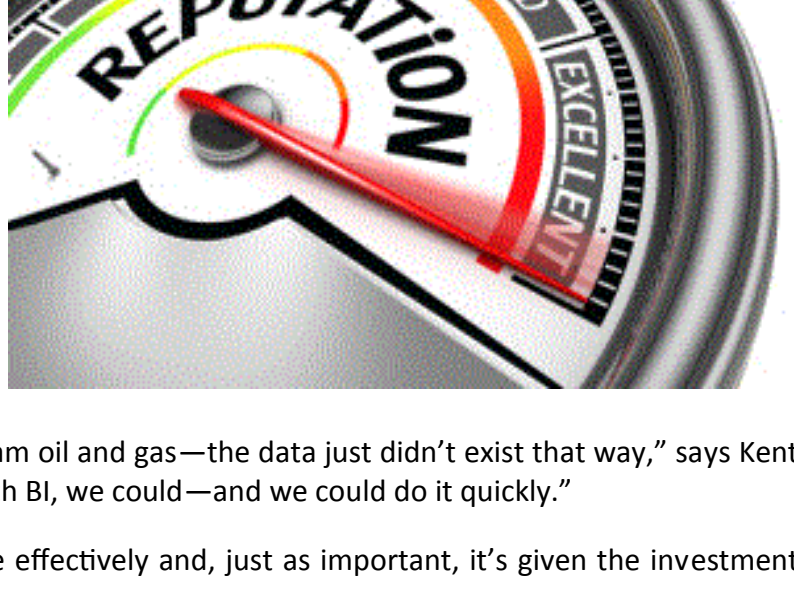 REPUTATION
EXCELLENT
1
am oil and gas—the data just didn’t exist that way,” says Kent
h BI, we could—and we could do it quickly.”
e effectively and, just as important, it’s given the investment